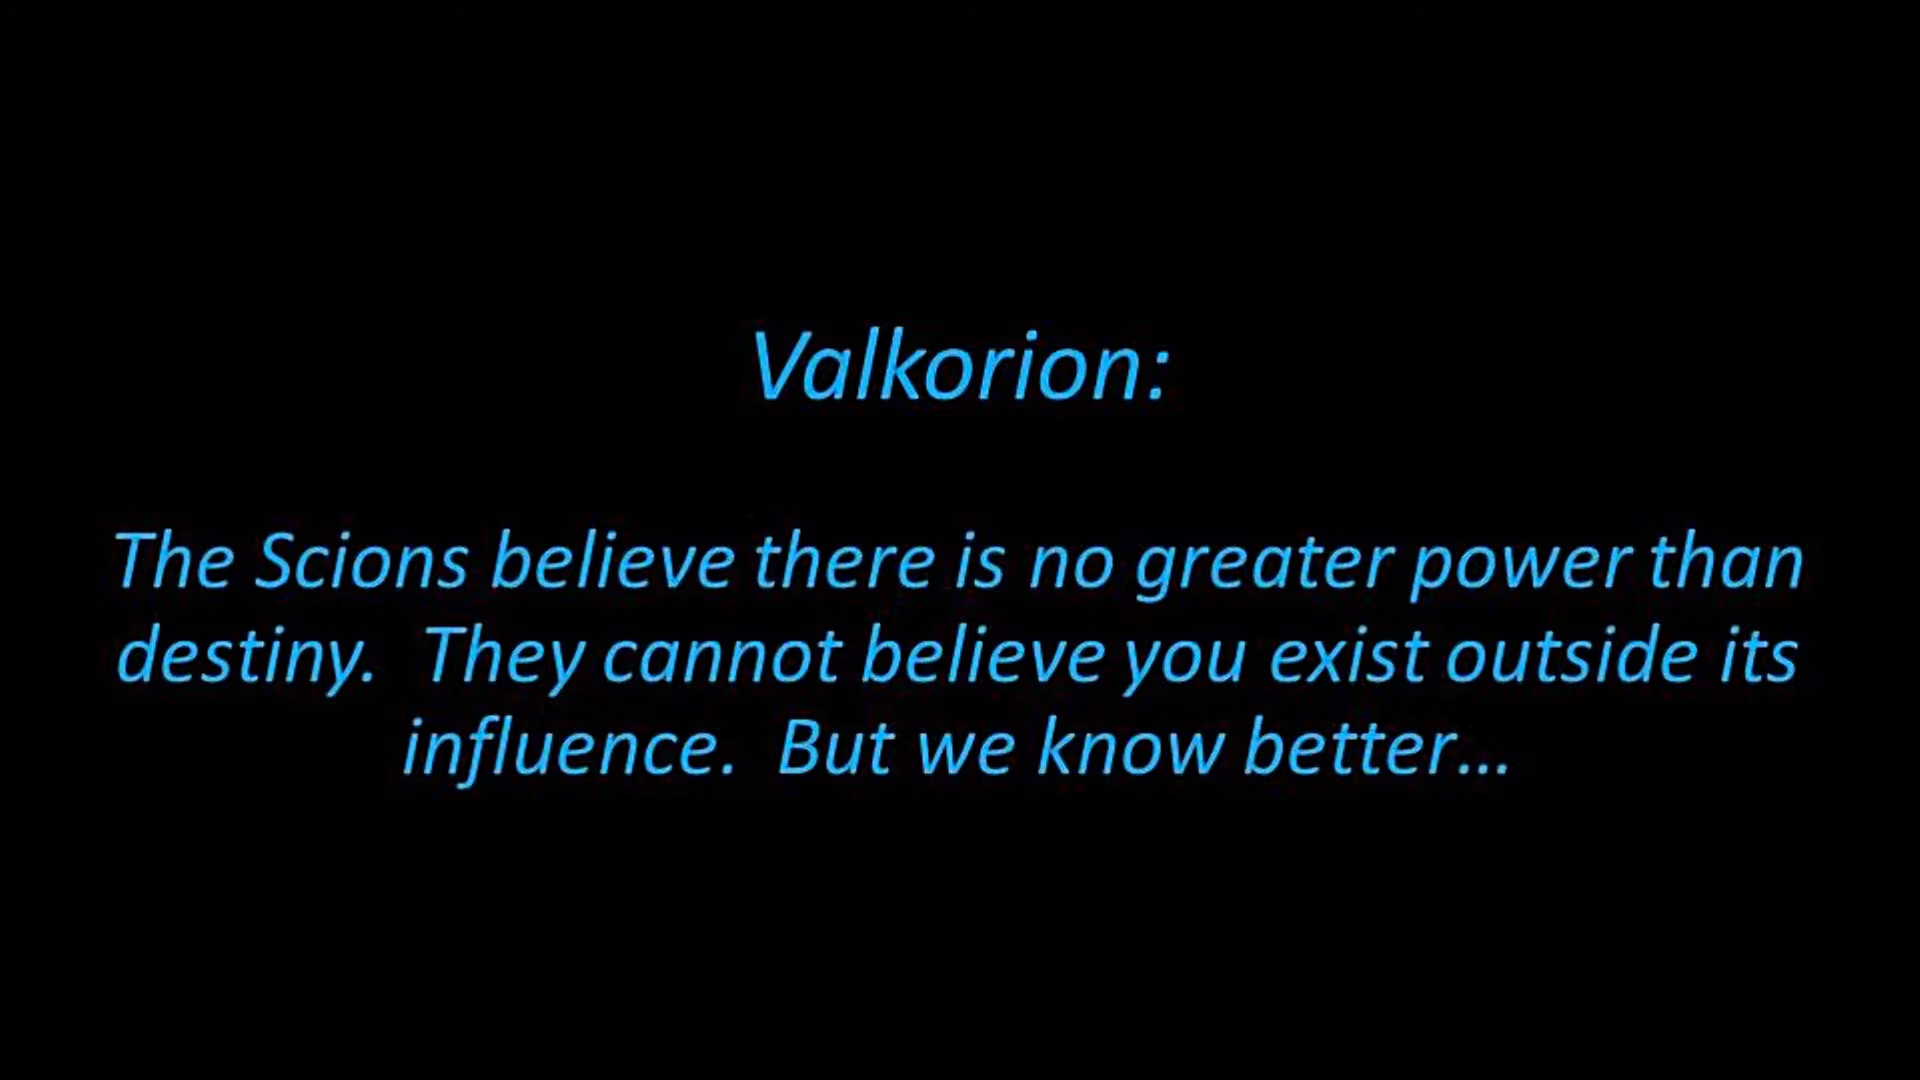 Valkorion:
The Scions believe there is no greater power than
destiny.  They cannot believe you exist outside its
influence.  But we know better...